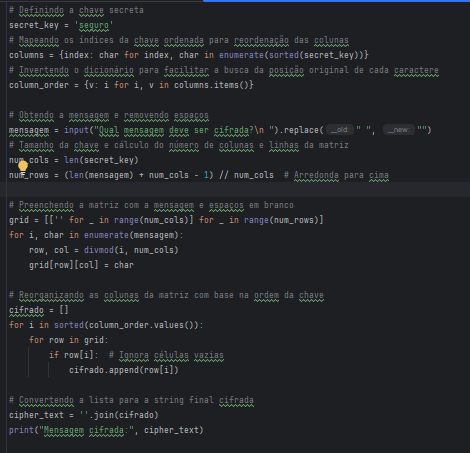 # Definindo a chave secreta
secret_key = 'seguro'
# Mapeando os índices da chave ordenada para reordenação das colunas
columns = {index: char for index, char in enumerate(sorted(secret_key))}
# Invertendo o dicionário para facilitar a busca da posição original de cada caractere
column_order = {v: i for i, v in columns.items()}
# Obtendo a mensagem e removendo espaços
mensagem = input("Qual mensagem deve ser cifrada?\n ").replace( __old: " ", __new: "")
# Tamanho da chave e cálculo do número de colunas e linhas da matriz
num_cols = len(secret_key)
num_rows = (len(mensagem) + num_cols - 1) // num_cols  # Arredonda para cima
# Preenchendo a matriz com a mensagem e espaços em branco
grid = [['' for _ in range(num_cols)] for _ in range(num_rows)]
for i, char in enumerate(mensagem):
    row, col = divmod(i, num_cols)
    grid[row][col] = char
# Reorganizando as colunas da matriz com base na ordem da chave
cifrado = []
for i in sorted(column_order.values()):
    for row in grid:
        if row[i]:  # Ignora células vazias
            cifrado.append(row[i])
# Convertendo a lista para a string final cifrada
cipher_text = ''.join(cifrado)
print("Mensagem cifrada:", cipher_text)